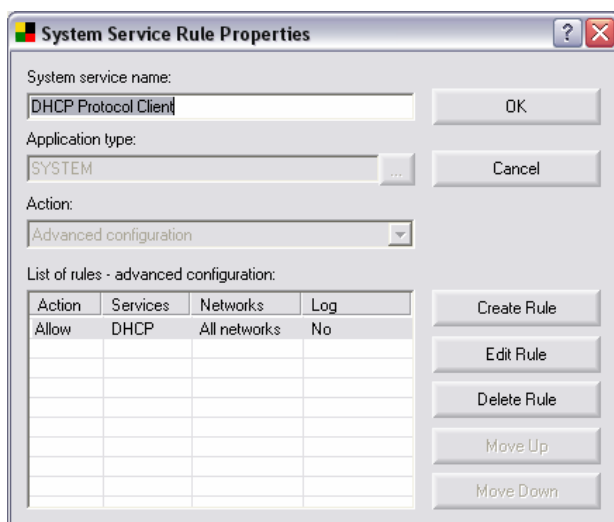 System Service Rule Properties
System service name:
DHCP Protocol Client
OK
Application type:
SYSTEM
...
Cancel
Action:
Advanced configuration
List of rules - advanced configuration:
Action Services Networks Log
Allow DHCP All networks No
Create Rule
Edit Rule
Delete Rule
Move Up
Move Down